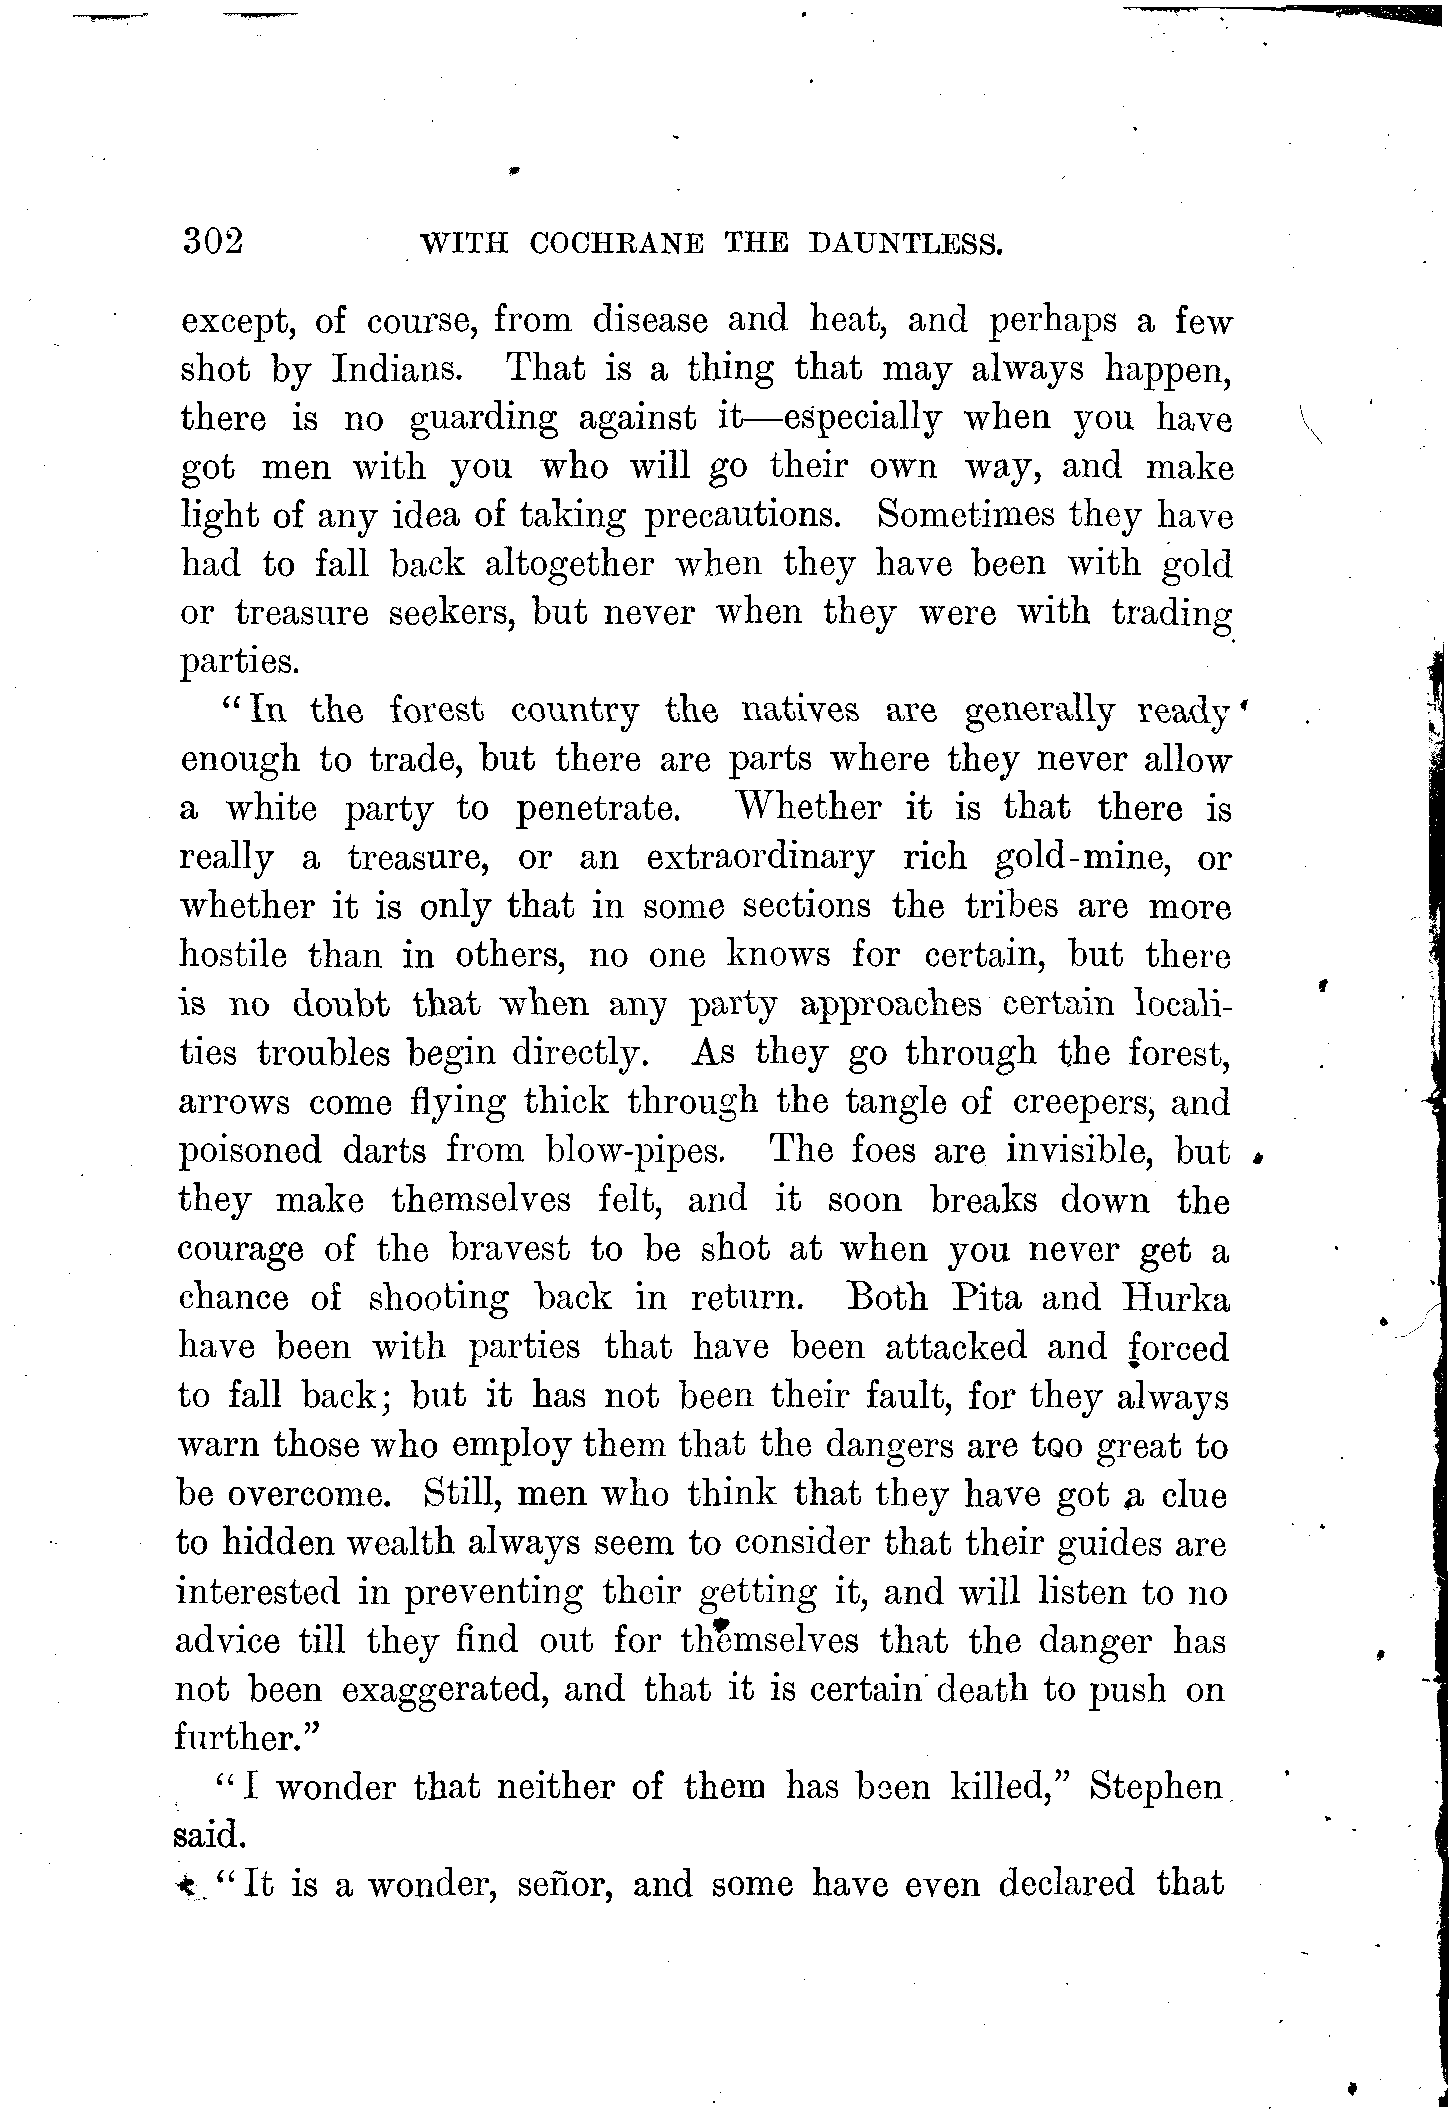 302 WITH COCHRANE THE DAUNTLESS.
except, of course, from disease and heat, and perhaps a few
shot by Indians. That is a thing that may always happen,
there is no guarding against it—especially when you have
got men with you who will go their own way, and make
light of any idea of taking precautions. Sometimes they have
had to fall back altogether when they have been with gold
or treasure seekers, but never when they were with trading
parties.
"In the forest country the natives are generally ready
enough to trade, but there are parts where they never allow
a white party to penetrate. Whether it is that there is
really a treasure, or an extraordinary rich gold-mine, or
whether it is only that in some sections the tribes are more
hostile than in others, no one knows for certain, but there
is no doubt that when any party approaches certain locali-
ties troubles begin directly. As they go through the forest,
arrows come flying thick through the tangle of creepers, and
poisoned darts from blow-pipes. The foes are invisible, but
they make themselves felt, and it soon breaks down the
courage of the bravest to be shot at when you never get a
chance of shooting back in return. Both Pita and Hurka
have been with parties that have been attacked and forced
to fall back; but it has not been their fault, for they always
warn those who employ them that the dangers are too great to
be overcome. Still, men who think that they have got a clue
to hidden wealth always seem to consider that their guides are
interested in preventing their getting it, and will listen to no
advice till they find out for themselves that the danger has
not been exaggerated, and that it is certain death to push on
further."
"I wonder that neither of them has been killed," Stephen
said.
"It is a wonder, señor, and some have even declared that